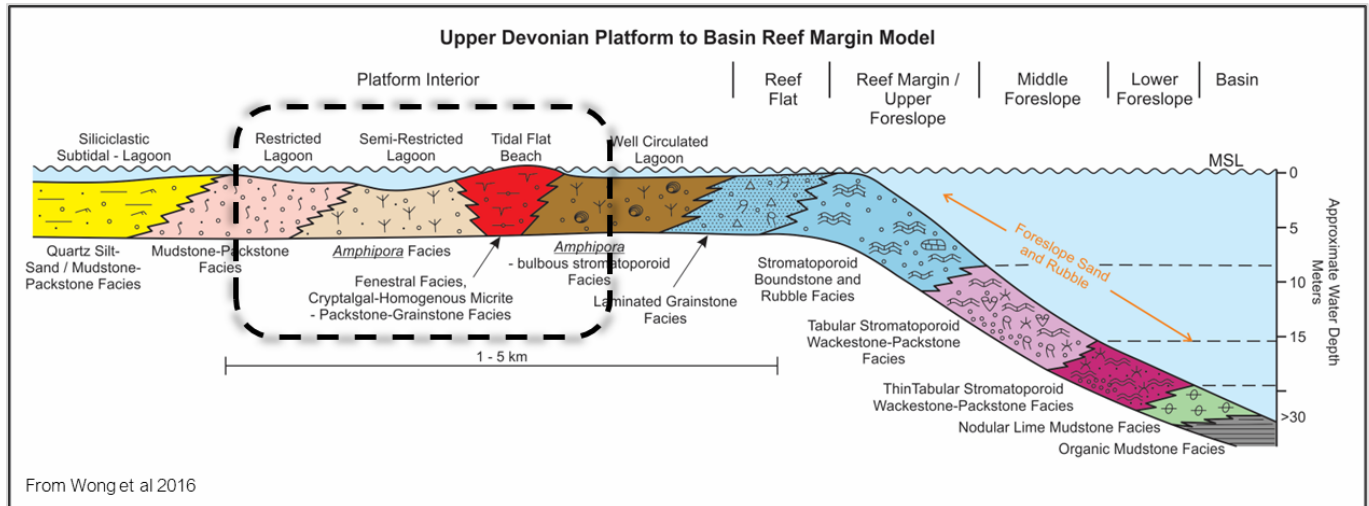 Upper Devonian Platform to Basin Reef Margin Model
Platform Interior
Reef
Flat
Reef Margin /
Upper
Foreslope
Middle
Foreslope
Lower
Foreslope
Basin
Siliciclastic
Subtidal - Lagoon
Restricted
Lagoon
Semi-Restricted
Lagoon
Tidal Flat
Beach
Well Circulated
Lagoon
MSL
0
5
10
15
>30
Approximate Water Depth
Meters
Foreslope Sand
and Rubble
Quartz Silt-
Sand / Mudstone-
Packstone Facies
Mudstone-Packstone
Facies
Amphipora Facies
Fenestral Facies,
Cryptalgal-Homogenous Micrite
- Packstone-Grainstone Facies
Amphipora
- bulbous stromatoporoid
Facies
Laminated Grainstone
Facies
Stromatoporoid
Boundstone and
Rubble Facies
Tabular Stromatoporoid
Wackestone-Packstone
Facies
ThinTabular Stromatoporoid
Wackestone-Packstone Facies
Nodular Lime Mudstone Facies
Organic Mudstone Facies
1 - 5 km
From Wong et al 2016